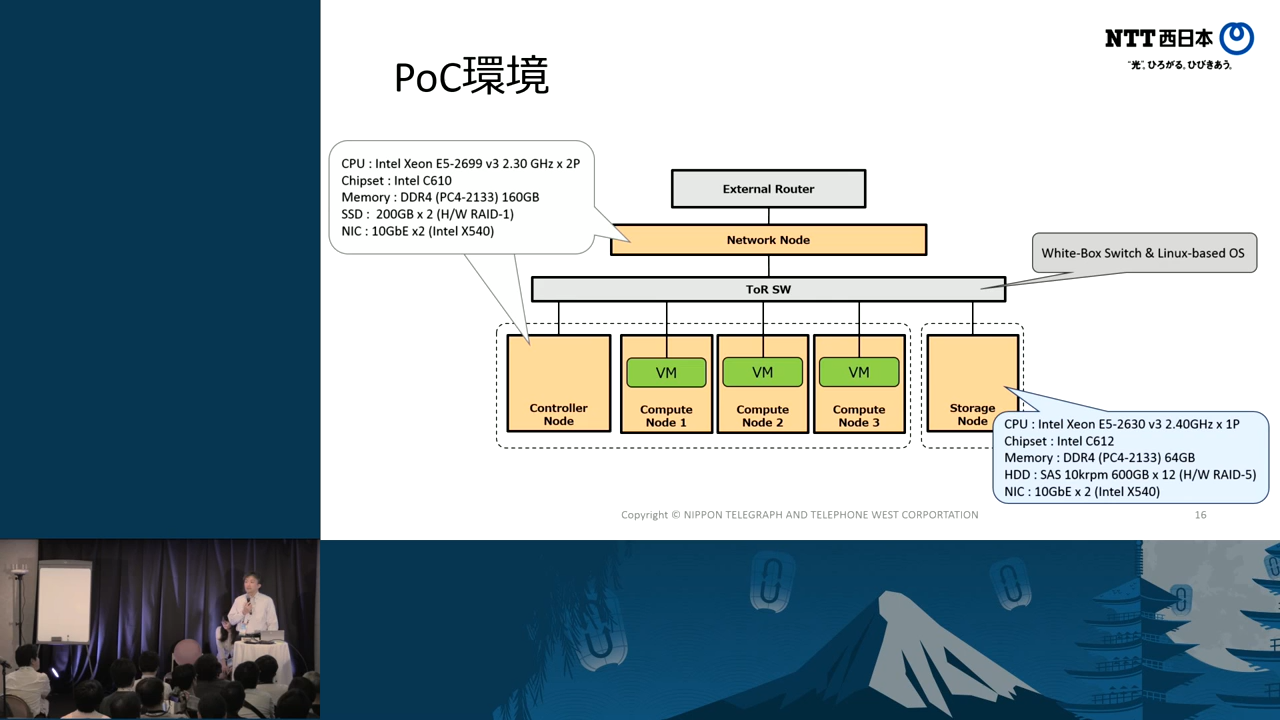 NTT西日本
“光”。ひろがる。ひびきあう。
PoC環境
CPU : Intel Xeon E5-2699 v3 2.30 GHz x 2P
Chipset : Intel C610
Memory : DDR4 (PC4-2133) 160GB
SSD : 200GB x 2 (H/W RAID-1)
NIC : 10GbE x2 (Intel X540)
External Router
Network Node
White-Box Switch & Linux-based OS
ToR SW
VM
VM
VM
Controller
Node
Compute
Node 1
Compute
Node 2
Compute
Node 3
Storage
Node
CPU : Intel Xeon E5-2630 v3 2.40GHz x 1P
Chipset : Intel C612
Memory : DDR4 (PC4-2133) 64GB
HDD : SAS 10krpm 600GB x 12 (H/W RAID-5)
NIC : 10GbE x 2 (Intel X540)
Copyright © NIPPON TELEGRAPH AND TELEPHONE WEST CORPORTATION
16